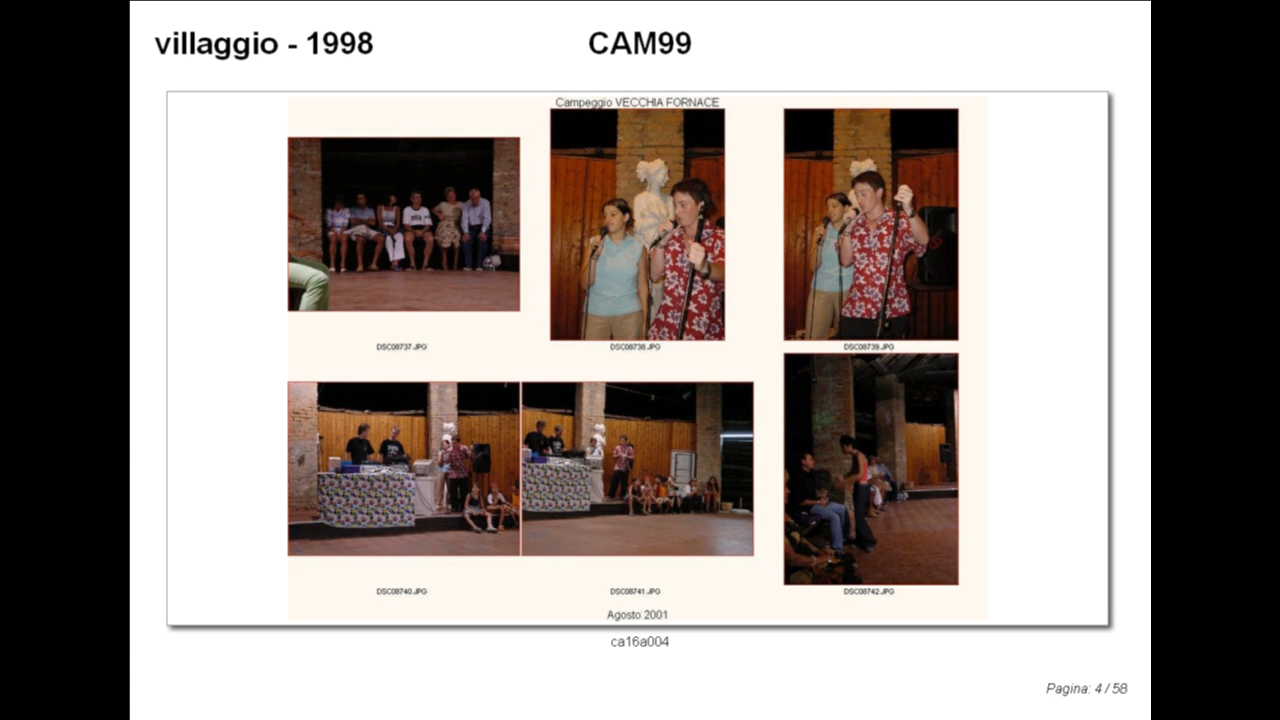 villaggio - 1998
CAM99
Campeggio VECCHIA FORNACE
DSC08737.JPG
DSC08738.JPG
DSC08739.JPG
DSC08740.JPG
DSC08741.JPG
DSC08742.JPG
Agosto 2001
ca16a004
Pagina: 4 / 58